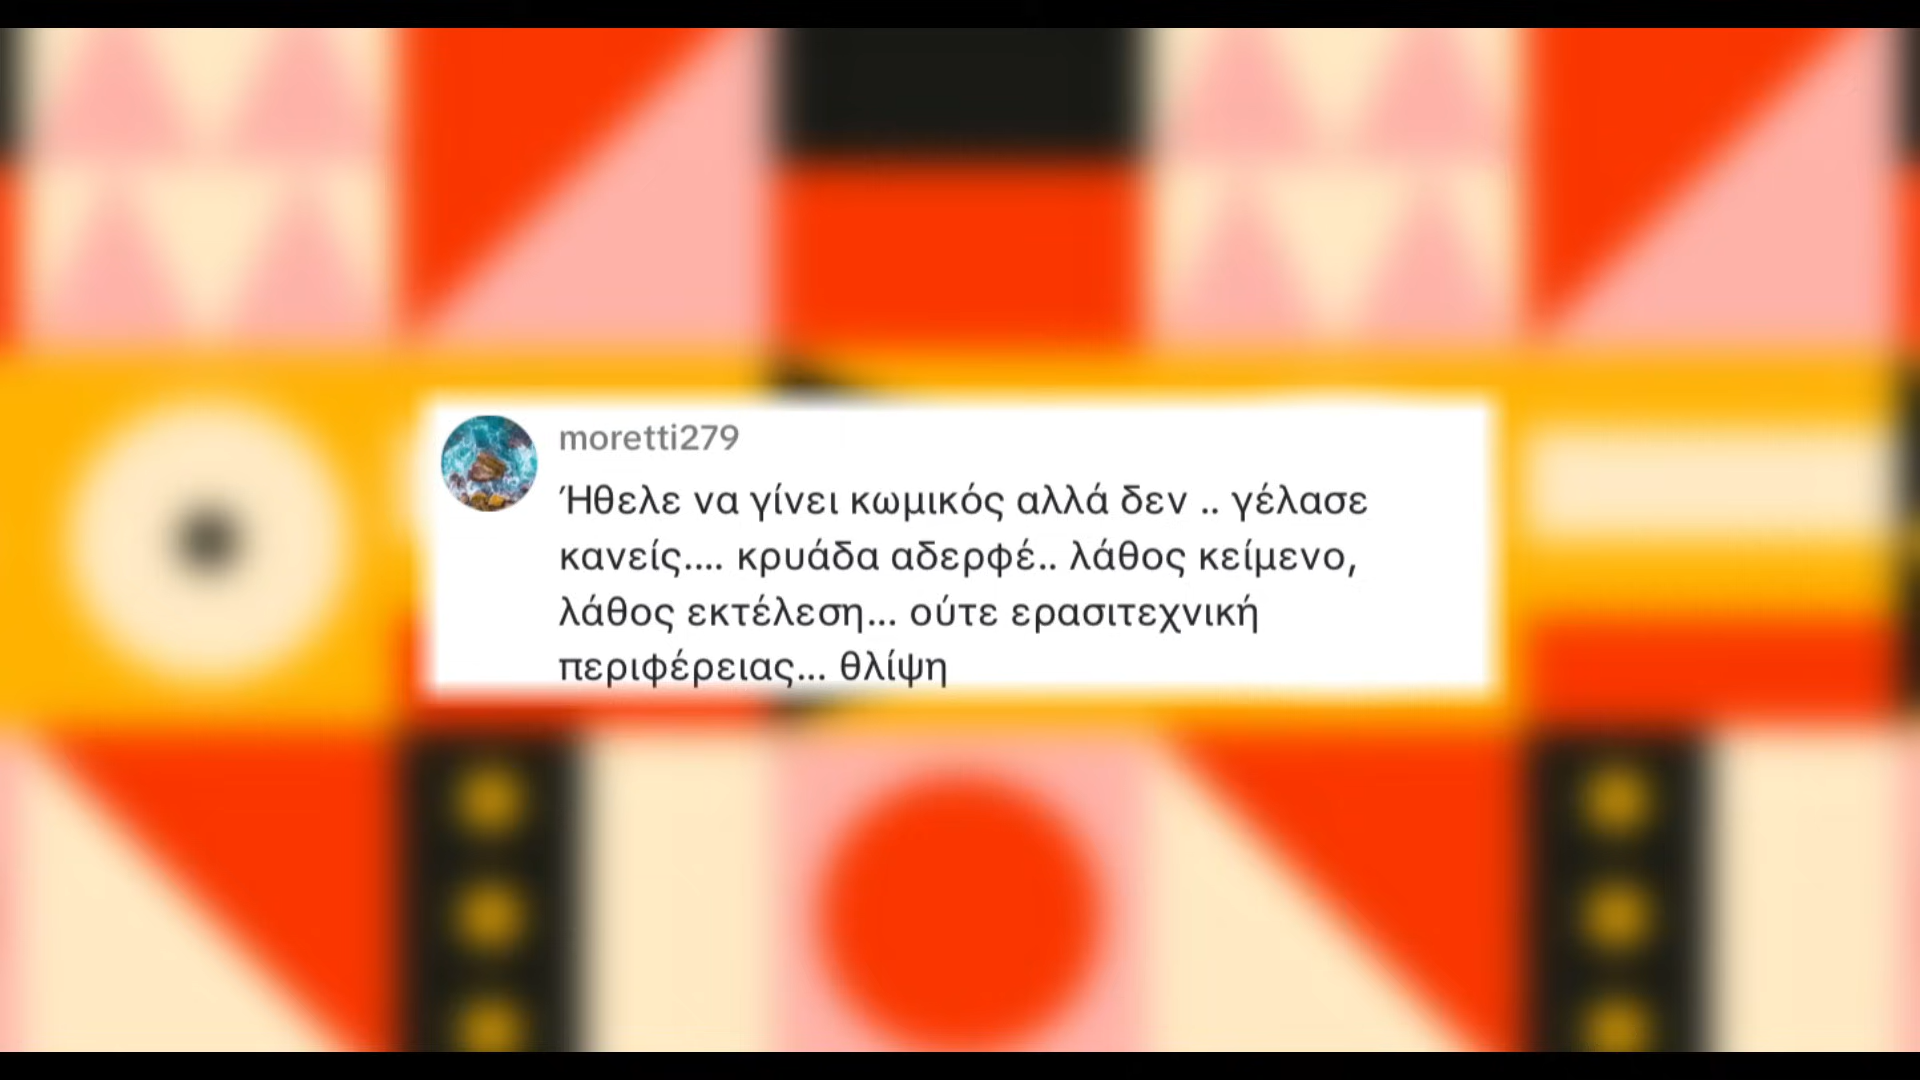 moretti279
Ήθελε να γίνει κωμικός αλλά δεν .. γέλασε
κανείς.... κρυάδα αδερφέ.. λάθος κείμενο,
λάθος εκτέλεση... ούτε ερασιτεχνική
περιφέρειας... θλίψη